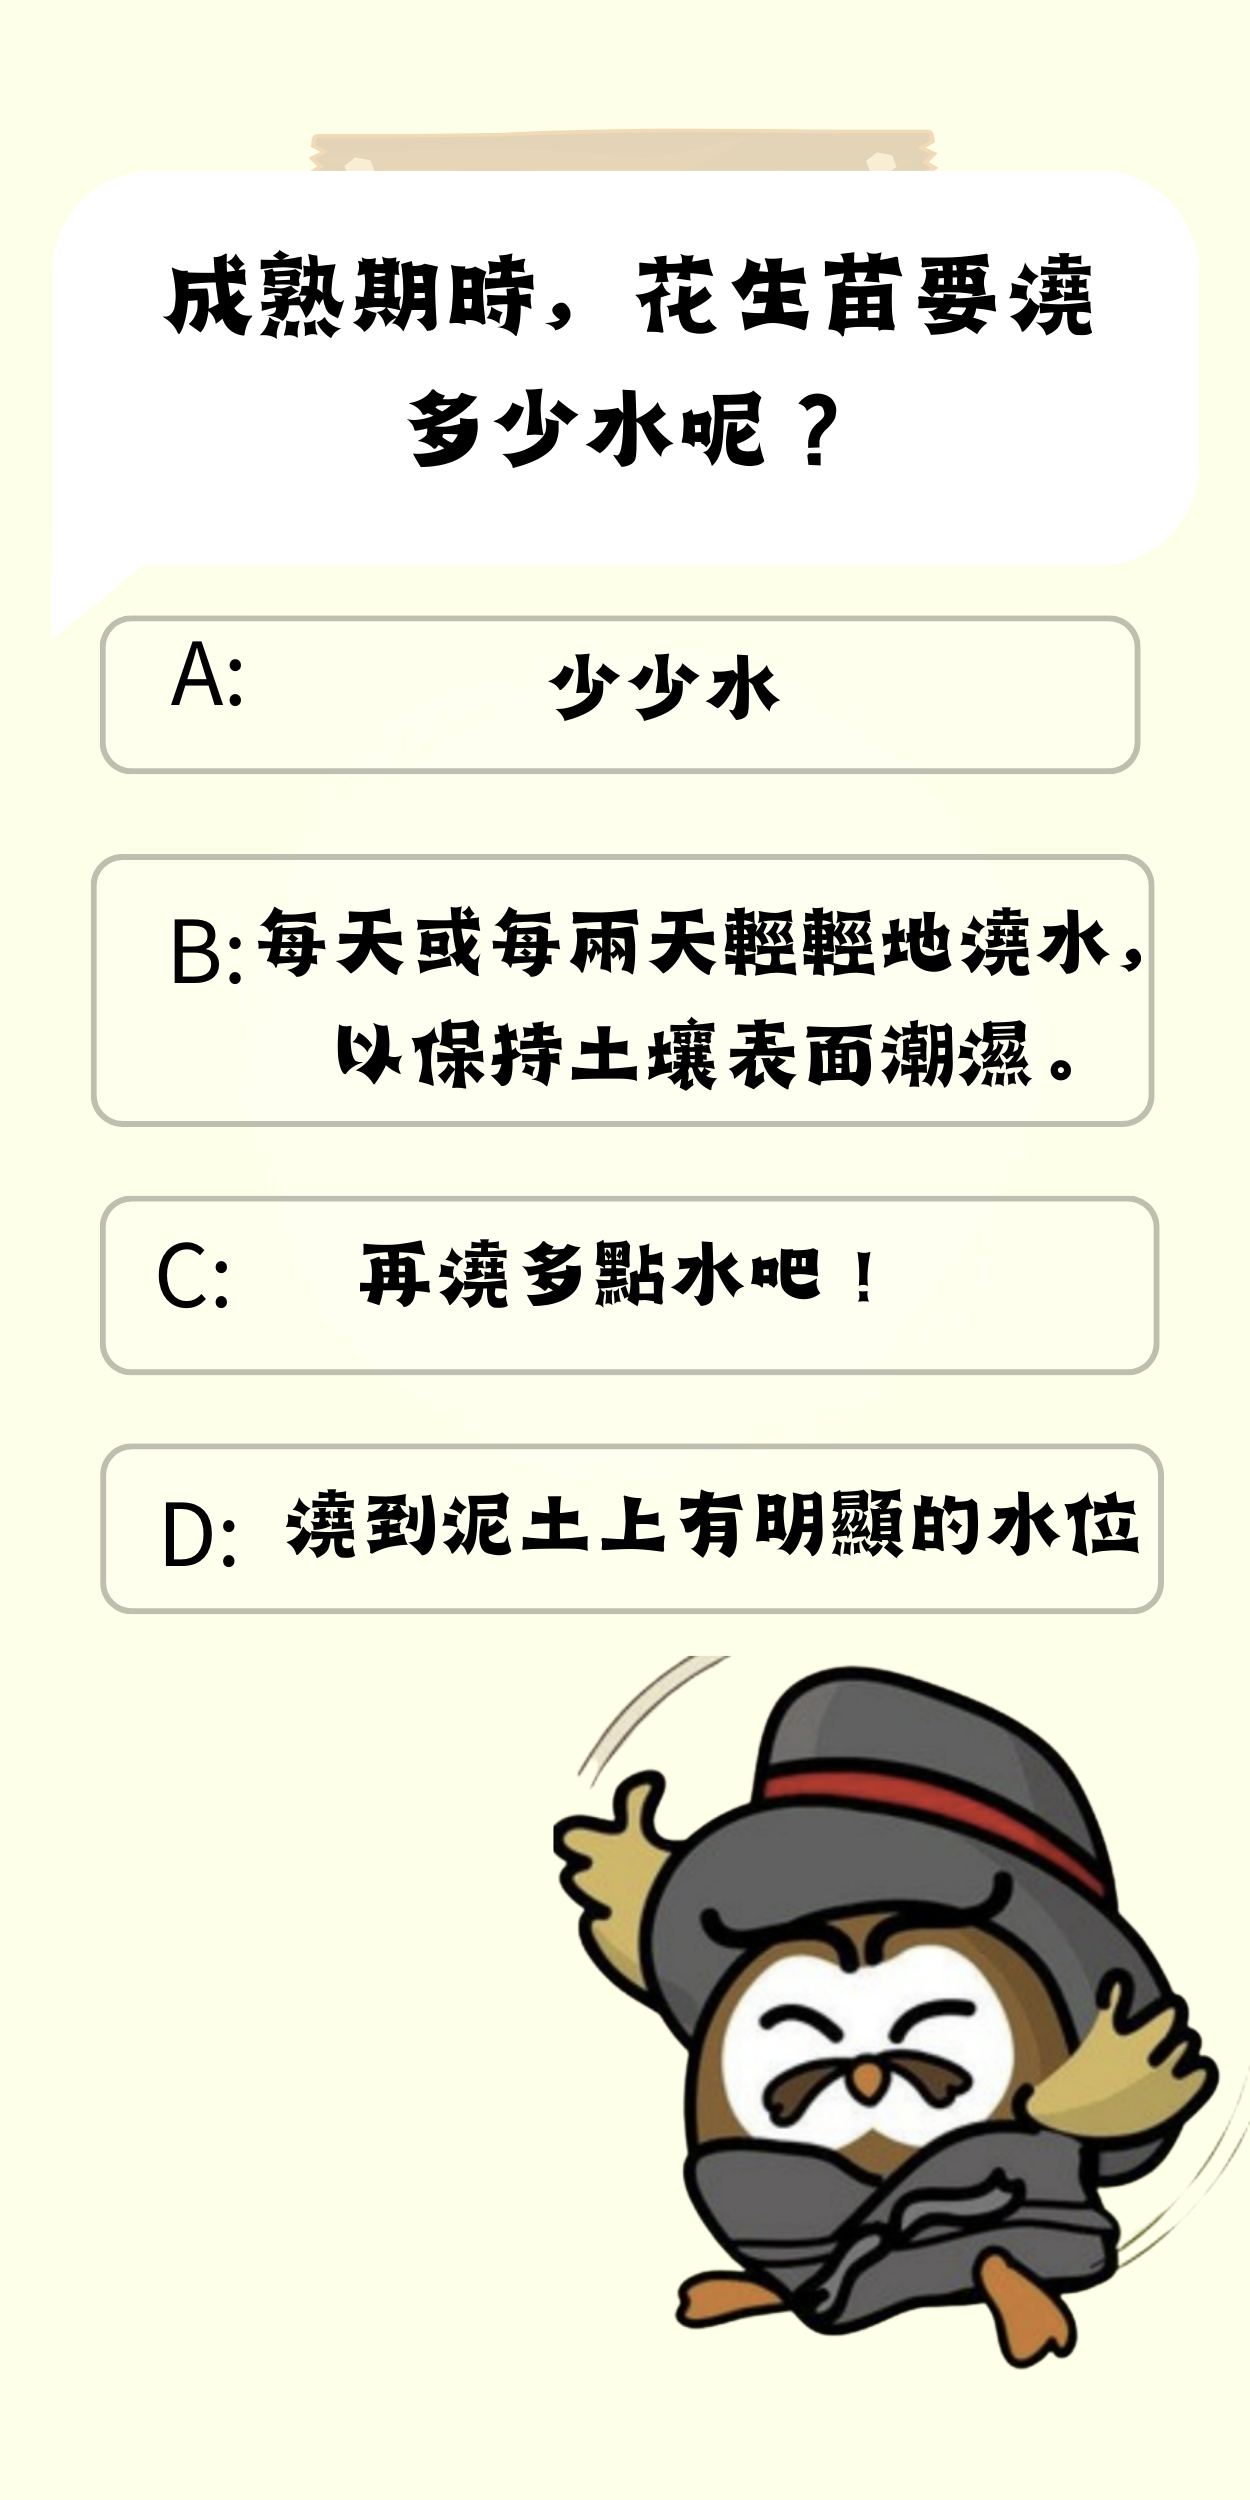 成熟期時，花生苗要澆
多少水呢？
A: 少少水
B:每天或每兩天輕輕地澆水，
以保持土壤表面潮濕。
C: 再澆多點水吧！
D: 澆到泥土上有明顯的水位